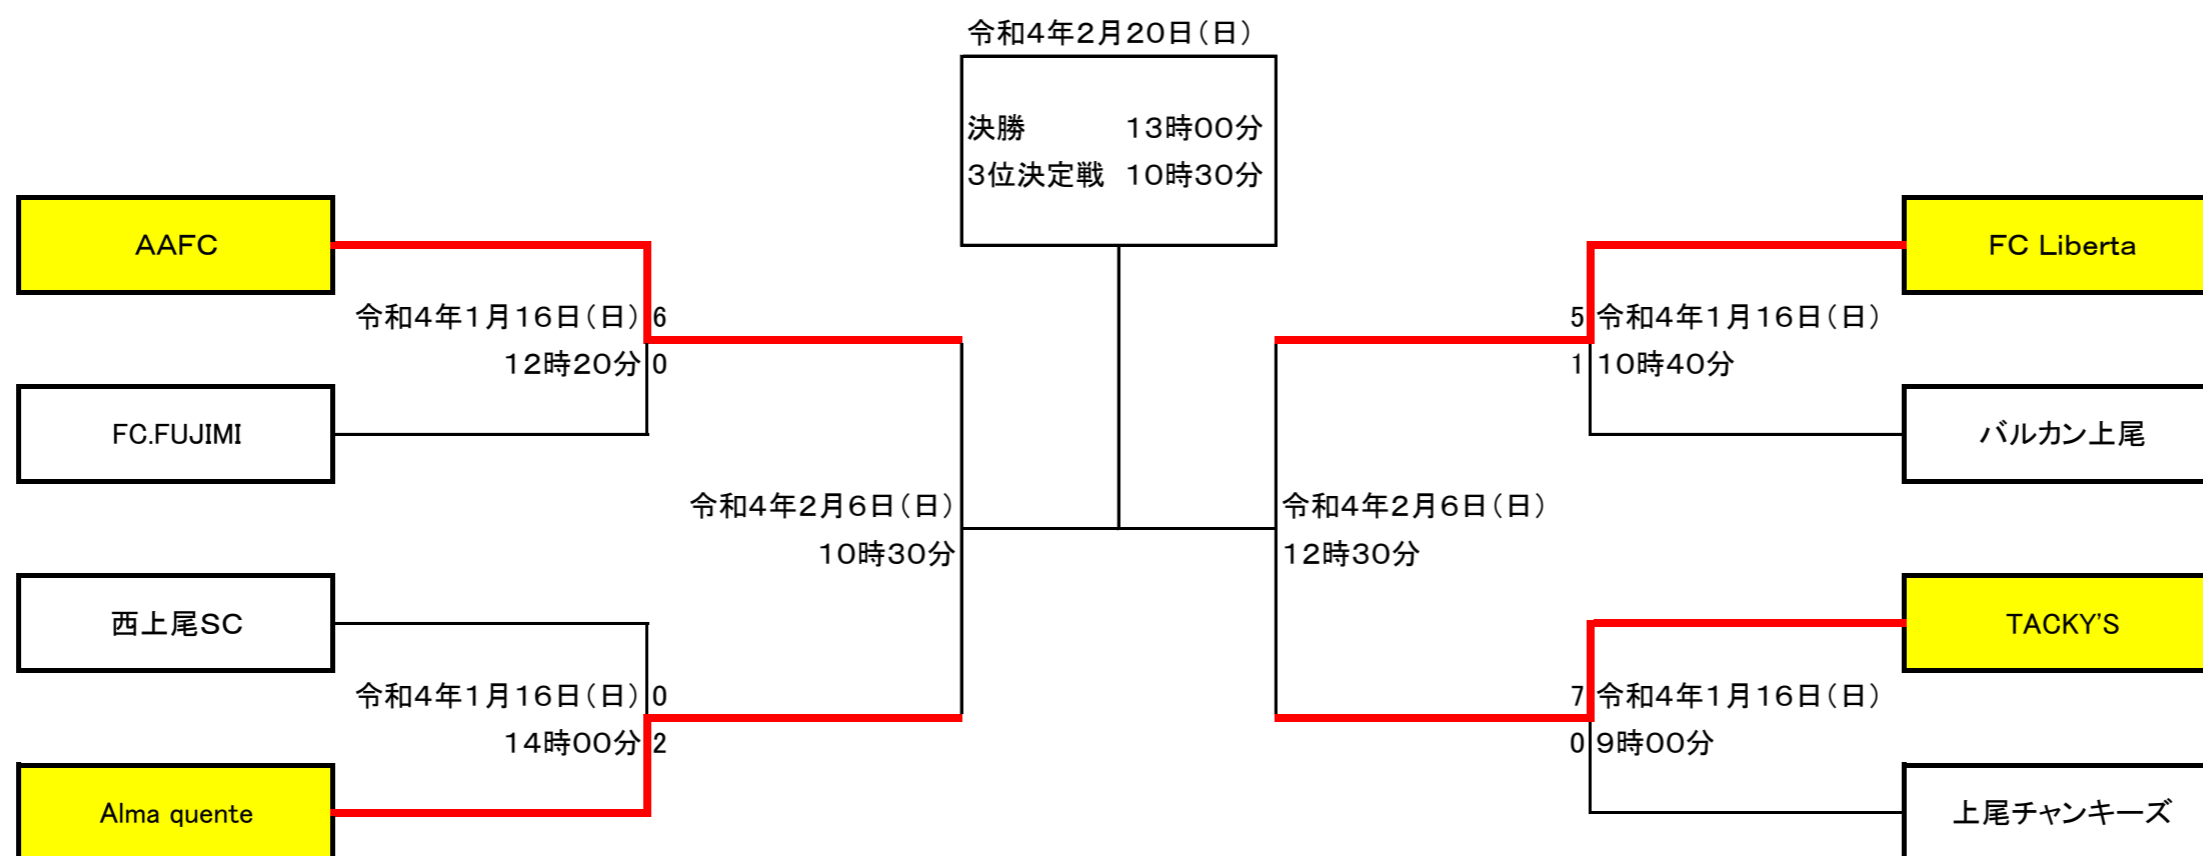 令和4年2月20日(日)
決勝 13時00分
3位決定戦 10時30分
AAFC
FC Liberta
令和4年1月16日(日) 6
5 令和4年1月16日(日)
12時20分 0
1 10時40分
FC.FUJIMI
バルカン上尾
令和4年2月6日(日)
令和4年2月6日(日)
10時30分
12時30分
西上尾SC
TACKY'S
令和4年1月16日(日) 0
7 令和4年1月16日(日)
14時00分 2
0 9時00分
Alma quente
上尾チャンキーズ